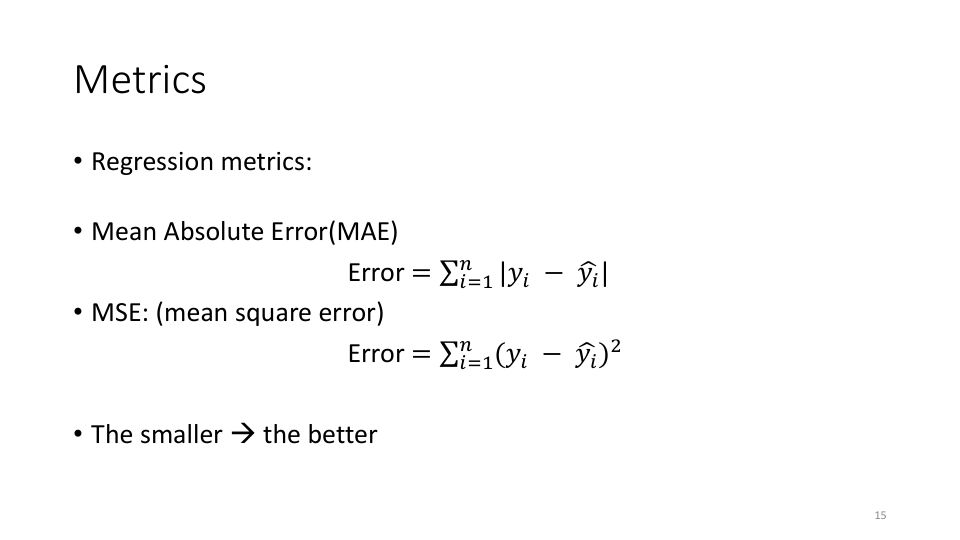 Metrics
• Regression metrics:
• Mean Absolute Error(MAE)
Error = ∑ⁿᵢ₌₁ |yᵢ − ŷᵢ|
• MSE: (mean square error)
Error = ∑ⁿᵢ₌₁(yᵢ − ŷᵢ)²
• The smaller → the better
15